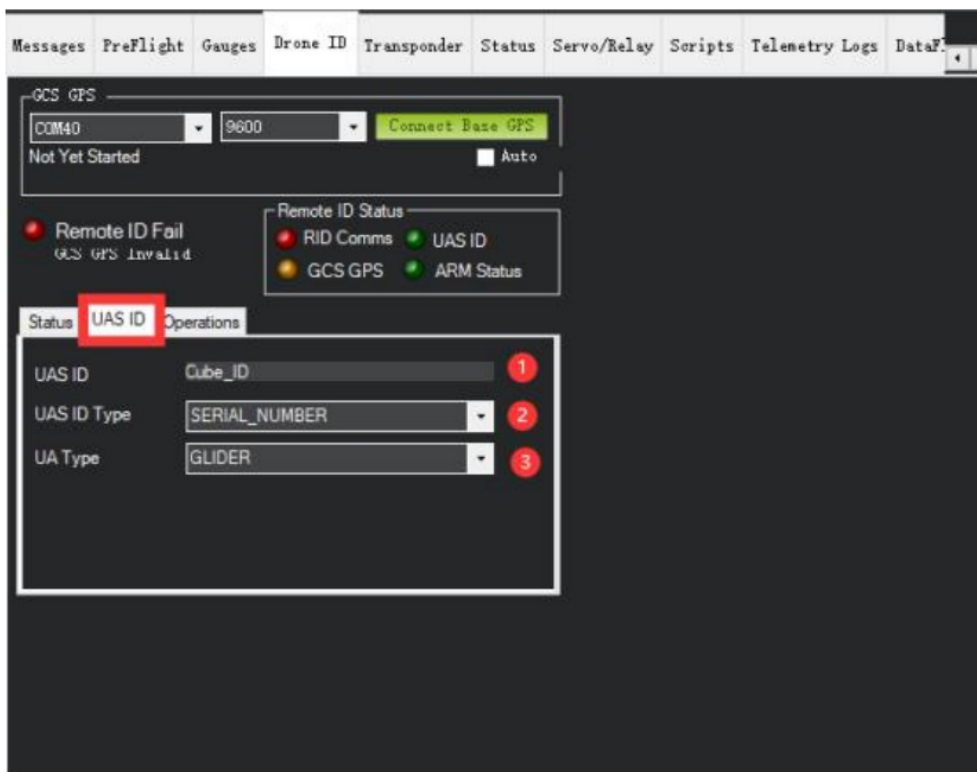 Messages PreFlight Gauges Drone ID Transponder Status Servo/Relay Scripts Telemetry Logs DataF
GCS GPS
COM40 9600 Connect Base GPS
Not Yet Started Auto
Remote ID Fail
GCS GPS Invalid
Remote ID Status
RID Comms UAS ID
GCS GPS ARM Status
Status UAS ID Operations
UAS ID Cube_ID 1
UAS ID Type SERIAL_NUMBER 2
UA Type GLIDER 3